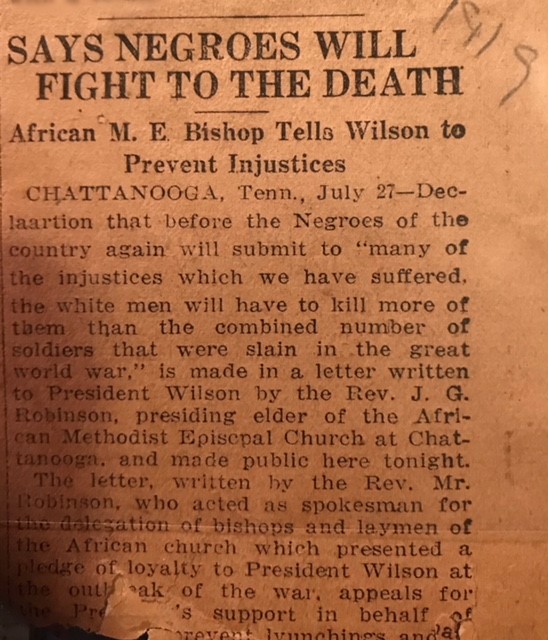 1919
SAYS NEGROES WILL
FIGHT TO THE DEATH
African M. E. Bishop Tells Wilson to
Prevent Injustices
CHATTANOOGA, Tenn., July 27—Dec-
laartion that before the Negroes of the
country again will submit to "many of
the injustices which we have suffered,
the white men will have to kill more of
them than the combined number of
soldiers that were slain in the great
world war," is made in a letter written
to President Wilson by the Rev. J. G.
Robinson, presiding elder of the Afri-
can Methodist Episcpal Church at Chat-
tanooga, and made public here tonight.
The letter, written by the Rev. Mr.
Robinson, who acted as spokesman for
the delegation of bishops and laymen of
the African church which presented a
pledge of loyalty to President Wilson at
the of the war, appeals for
the 's support in behalf of
prevent lynchings and